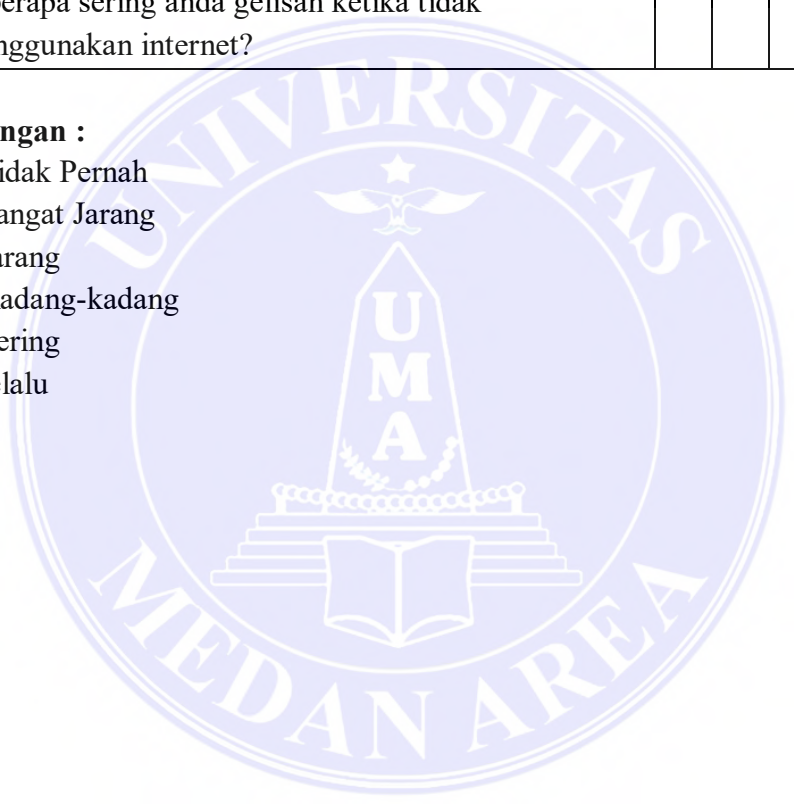 erapa sering anda gelisah ketika tidak
nggunakan internet?
ngan :
idak Pernah
angat Jarang
arang
adang-kadang
ering
lalu
UNIVERSITAS
UMA
MEDAN AREA